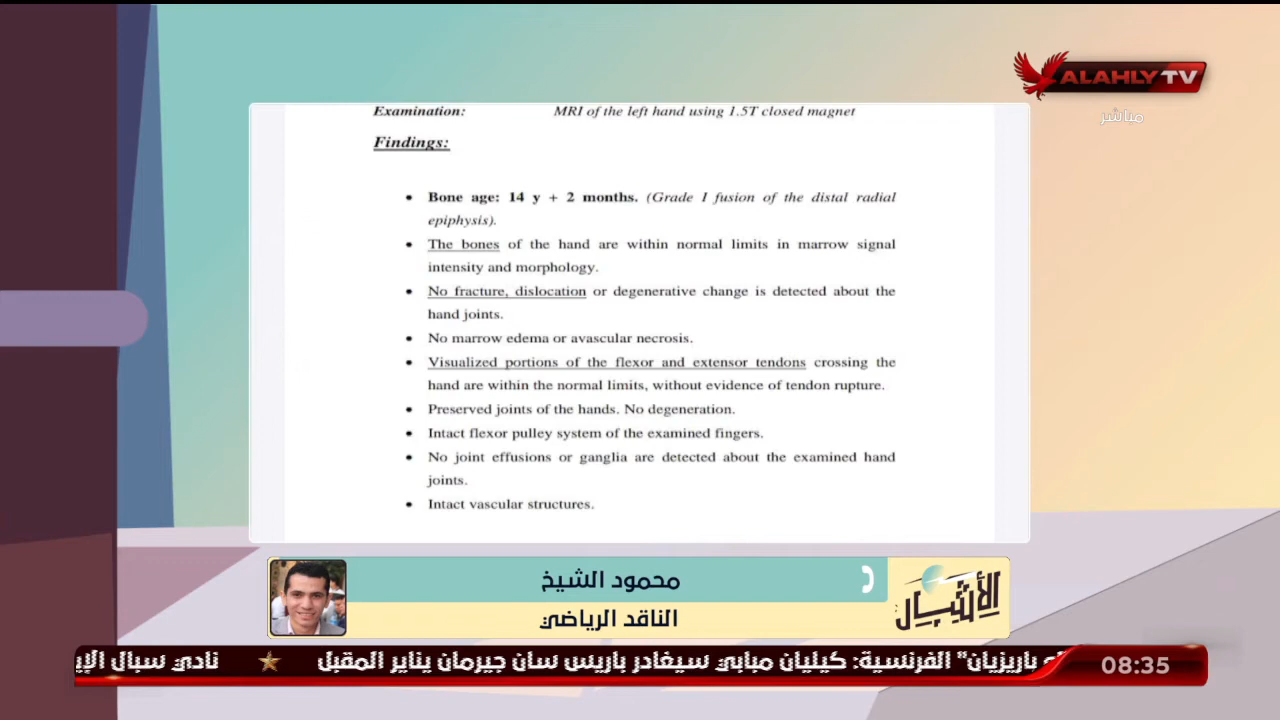 ALAHLY TV
مباشر
Examination: MRI of the left hand using 1.5T closed magnet
Findings:
• Bone age: 14 y + 2 months. (Grade I fusion of the distal radial
epiphysis).
• The bones of the hand are within normal limits in marrow signal
intensity and morphology.
• No fracture, dislocation or degenerative change is detected about the
hand joints.
• No marrow edema or avascular necrosis.
• Visualized portions of the flexor and extensor tendons crossing the
hand are within the normal limits, without evidence of tendon rupture.
• Preserved joints of the hands. No degeneration.
• Intact flexor pulley system of the examined fingers.
• No joint effusions or ganglia are detected about the examined hand
joints.
• Intact vascular structures.
الأشبال
محمود الشيخ
الناقد الرياضي
باريزيان" الفرنسية: كيليان مبابي سيغادر باريس سان جيرمان يناير المقبل
نادي سبال
08:35